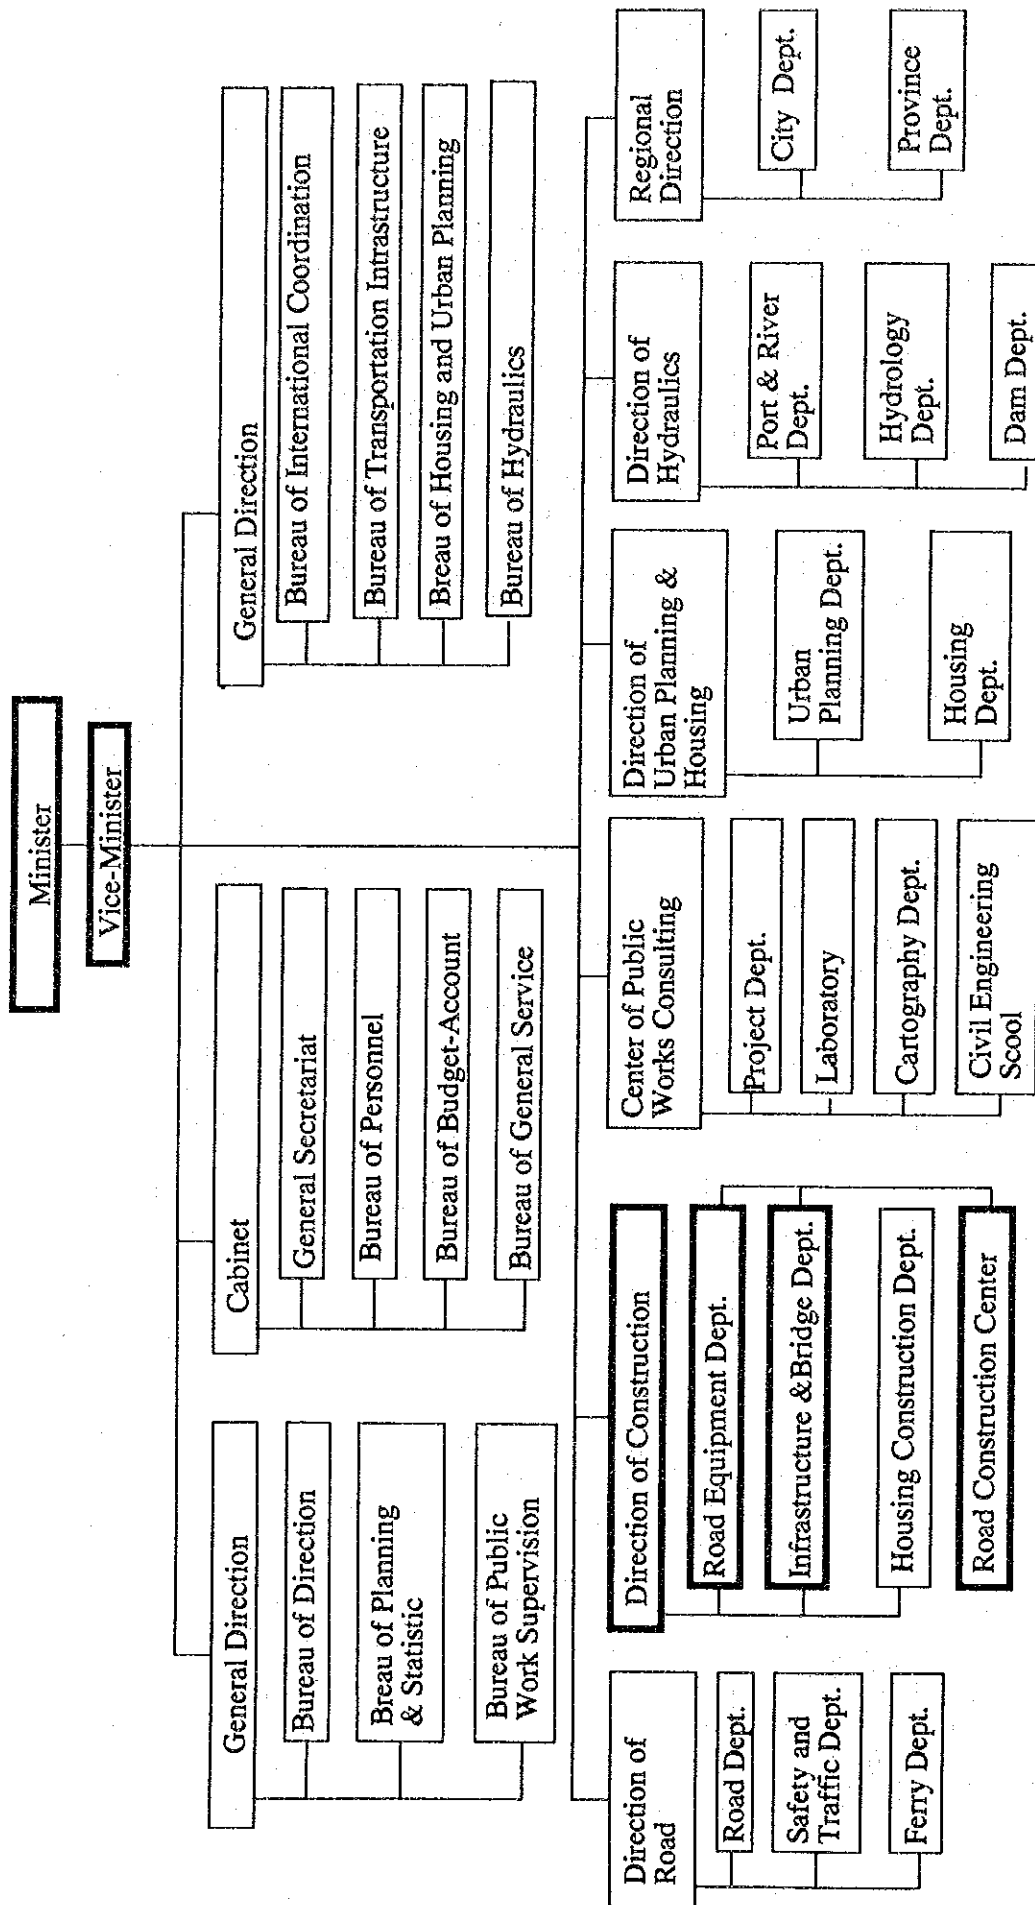 Minister
Vice-Minister
General Direction
Bureau of Direction
Breau of Planning
& Statistic
Bureau of Public
Work Supervision
Cabinet
General Secretariat
Bureau of Personnel
Bureau of Budget-Account
Bureau of General Service
General Direction
Bureau of International Coordination
Bureau of Transportation Intrastructure
Breau of Housing and Urban Planning
Bureau of Hydraulics
Direction of
Road
Road Dept.
Safety and
Traffic Dept.
Ferry Dept.
Direction of Construction
Road Equipment Dept.
Infrastructure &Bridge Dept.
Housing Construction Dept.
Road Construction Center
Center of Public
Works Consulting
Project Dept.
Laboratory
Cartography Dept.
Civil Engineering
Scool
Direction of
Urban Planning &
Housing
Urban
Planning Dept.
Housing
Dept.
Direction of
Hydraulics
Port & River
Dept.
Hydrology
Dept.
Dam Dept.
Regional
Direction
City Dept.
Province
Dept.